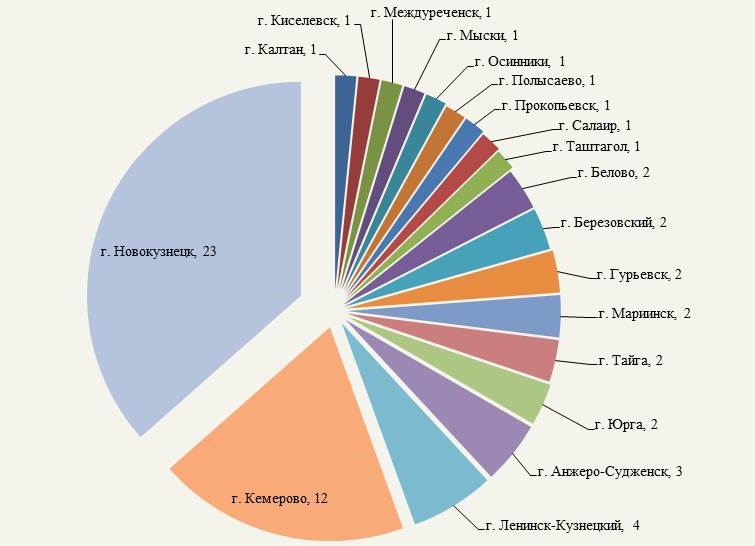 г. Междуреченск, 1
г. Киселевск, 1
г. Калтан, 1
г. Мыски, 1
г. Осинники, 1
г. Полысаево, 1
г. Прокопьевск, 1
г. Салаир, 1
г. Таштагол, 1
г. Белово, 2
г. Березовский, 2
г. Гурьевск, 2
г. Мариинск, 2
г. Тайга, 2
г. Юрга, 2
г. Анжеро-Судженск, 3
г. Ленинск-Кузнецкий, 4
г. Кемерово, 12
г. Новокузнецк, 23